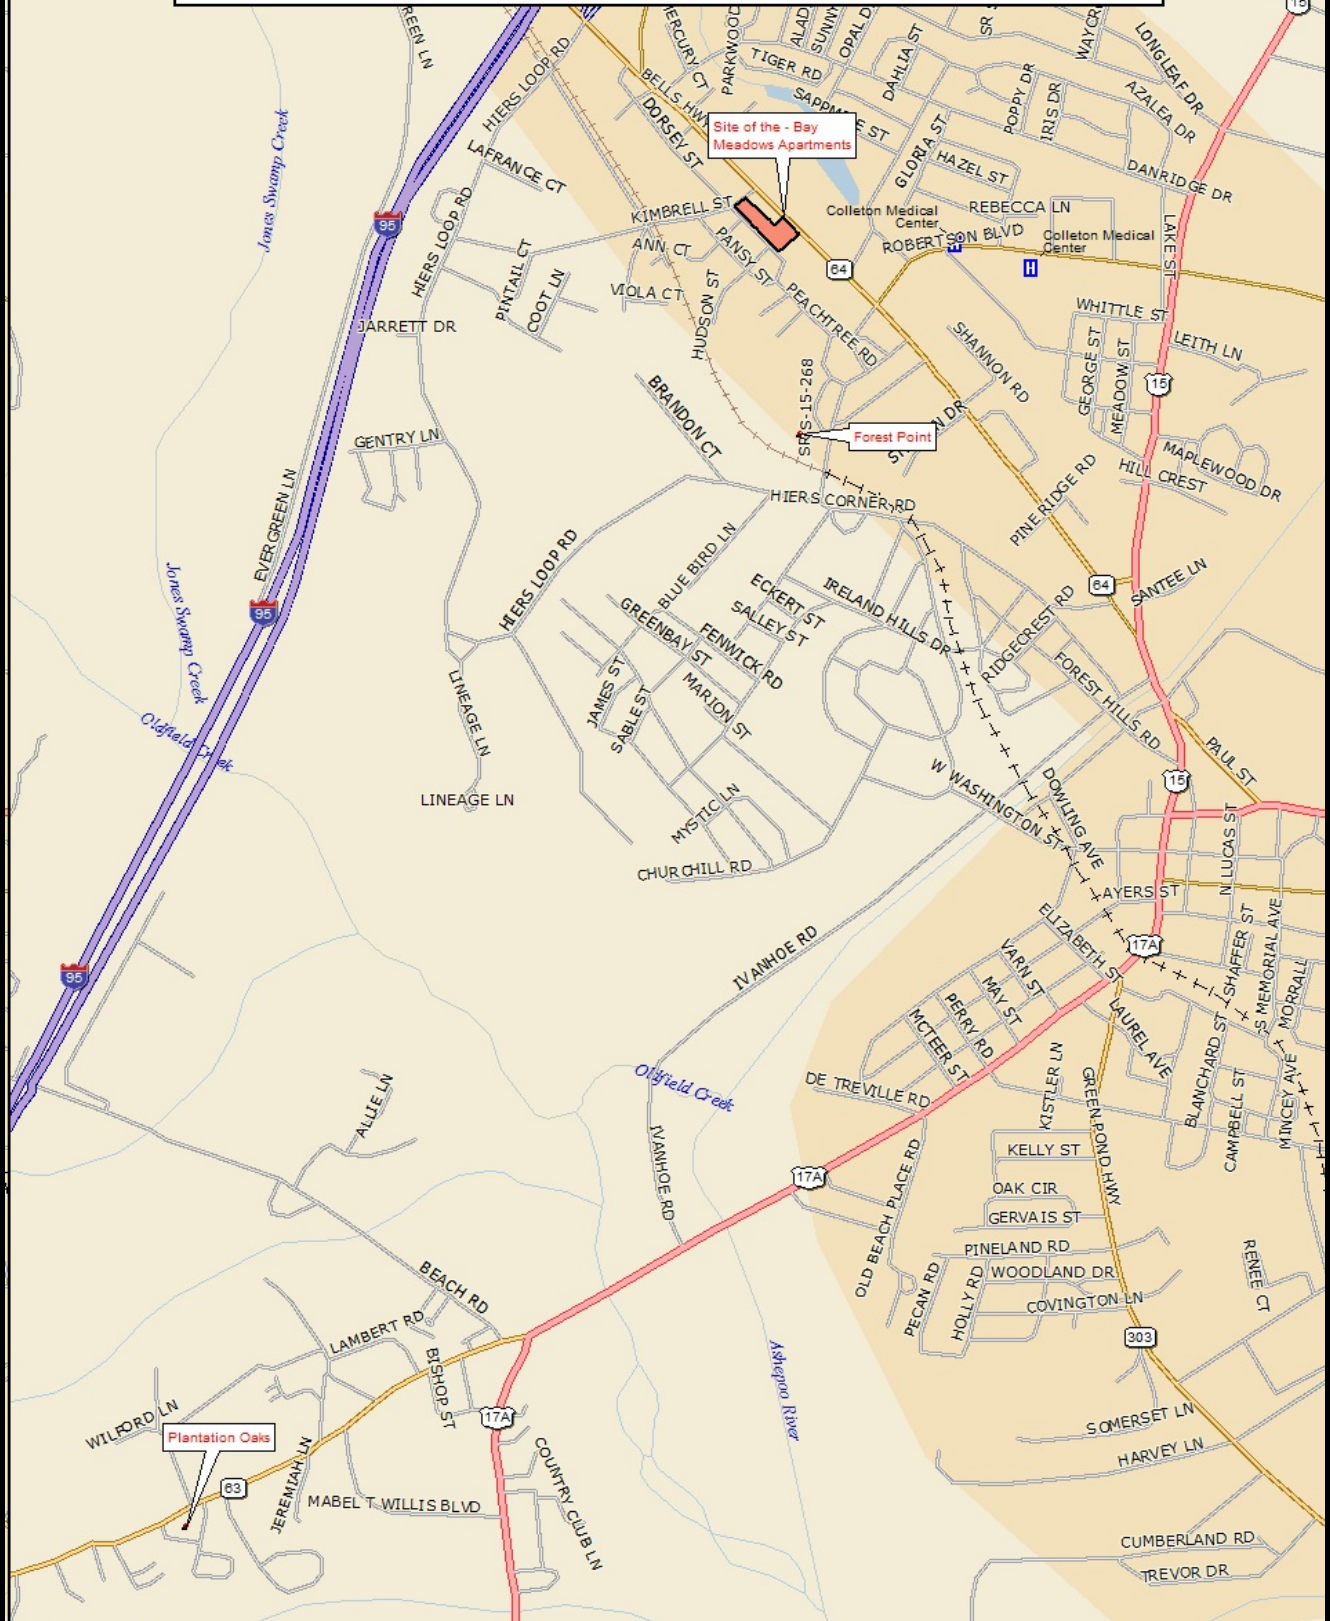 15
MERCURY CT
PARKWOOD
OPAL D
SR S
WAYCR
LONGLEAF DR
HIERS LOOP RD
TIGER RD
DAHLIA ST
POPPY DR
IRIS DR
AZALEA DR
BELLS HWY
DORSEY ST
Jones Swamp Creek
Site of the - Bay
Meadows Apartments
GLORIA ST
HAZEL ST
DANRIDGE DR
LAFRANCE CT
HIERS LOOP RD
KIMBRELL ST
Colleton Medical
Center
REBECCA LN
ROBERTSON BLVD
Colleton Medical
Center
H
LAKE ST
95
ANN CT
PANSY ST
64
PINTAIL CT
COOT LN
VIOLA CT
HUDSON ST
PEACHTREE RD
JARRETT DR
WHITTLE ST
LEITH LN
SHANNON RD
GEORGE ST
MEADOW ST
15
BRANDON CT
SR S-15-268
Forest Point
GENTRY LN
MAPLEWOOD DR
HILL CREST
PINE RIDGE RD
HIERS CORNER RD
EVERGREEN LN
HIERS LOOP RD
BLUE BIRD LN
Jones Swamp Creek
95
64
SANTEE LN
ECKERT ST
SALLEY ST
IRELAND HILLS DR
RIDGECREST RD
GREENBAY ST
FENWICK RD
FOREST HILLS RD
JAMES ST
SABLE ST
MARION ST
LINEAGE LN
Oldfield Creek
PAUL ST
LINEAGE LN
15
W WASHINGTON ST
DOWLING AVE
MYSTIC LN
CHURCHILL RD
N LUCAS ST
AYERS ST
ELIZABETH ST
17A
IVANHOE RD
VARN ST
MAY ST
PERRY RD
MCTEER ST
SHAFFER ST
S MEMORIAL AVE
MORRALL
95
LAUREL AVE
BLANCHARD ST
CAMPBELL ST
MINCEY AVE
Oldfield Creek
DE TREVILLE RD
KISTLER LN
GREEN POND HWY
ALLIE LN
IVANHOE RD
KELLY ST
17A
OAK CIR
GERVAIS ST
OLD BEACH PLACE RD
PINELAND RD
WOODLAND DR
COVINGTON LN
PECAN RD
HOLLY RD
RENEE CT
BEACH RD
LAMBERT RD
303
Ashepoo River
BISHOP ST
WILFORD LN
17A
Plantation Oaks
SOMERSET LN
HARVEY LN
63
JEREMIAH LN
MABEL T WILLIS BLVD
COUNTRY CLUB LN
CUMBERLAND RD
TREVOR DR